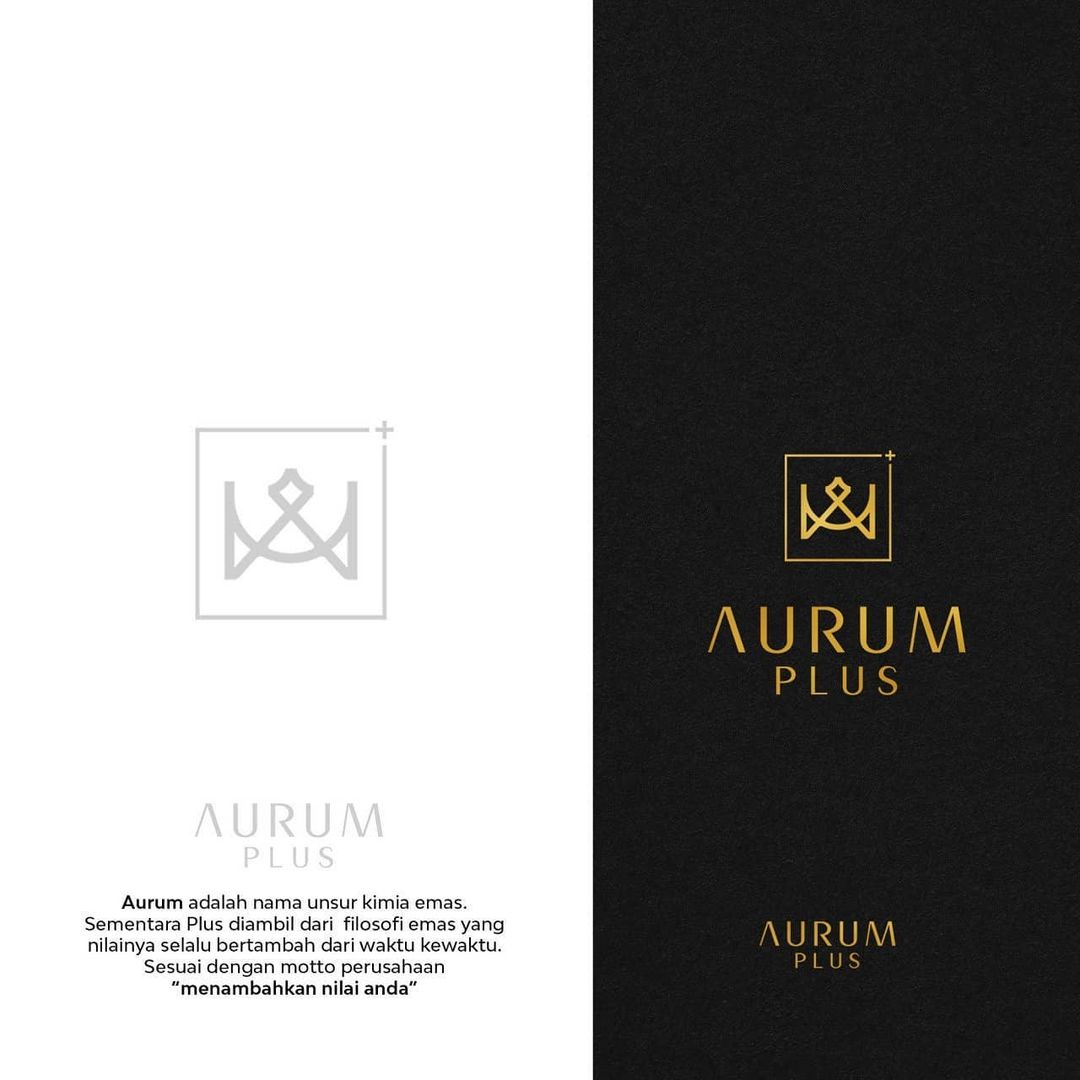 AURUM
PLUS
Aurum adalah nama unsur kimia emas.
Sementara Plus diambil dari filosofi emas yang
nilainya selalu bertambah dari waktu kewaktu.
Sesuai dengan motto perusahaan
“menambahkan nilai anda”
AURUM
PLUS
AURUM
PLUS